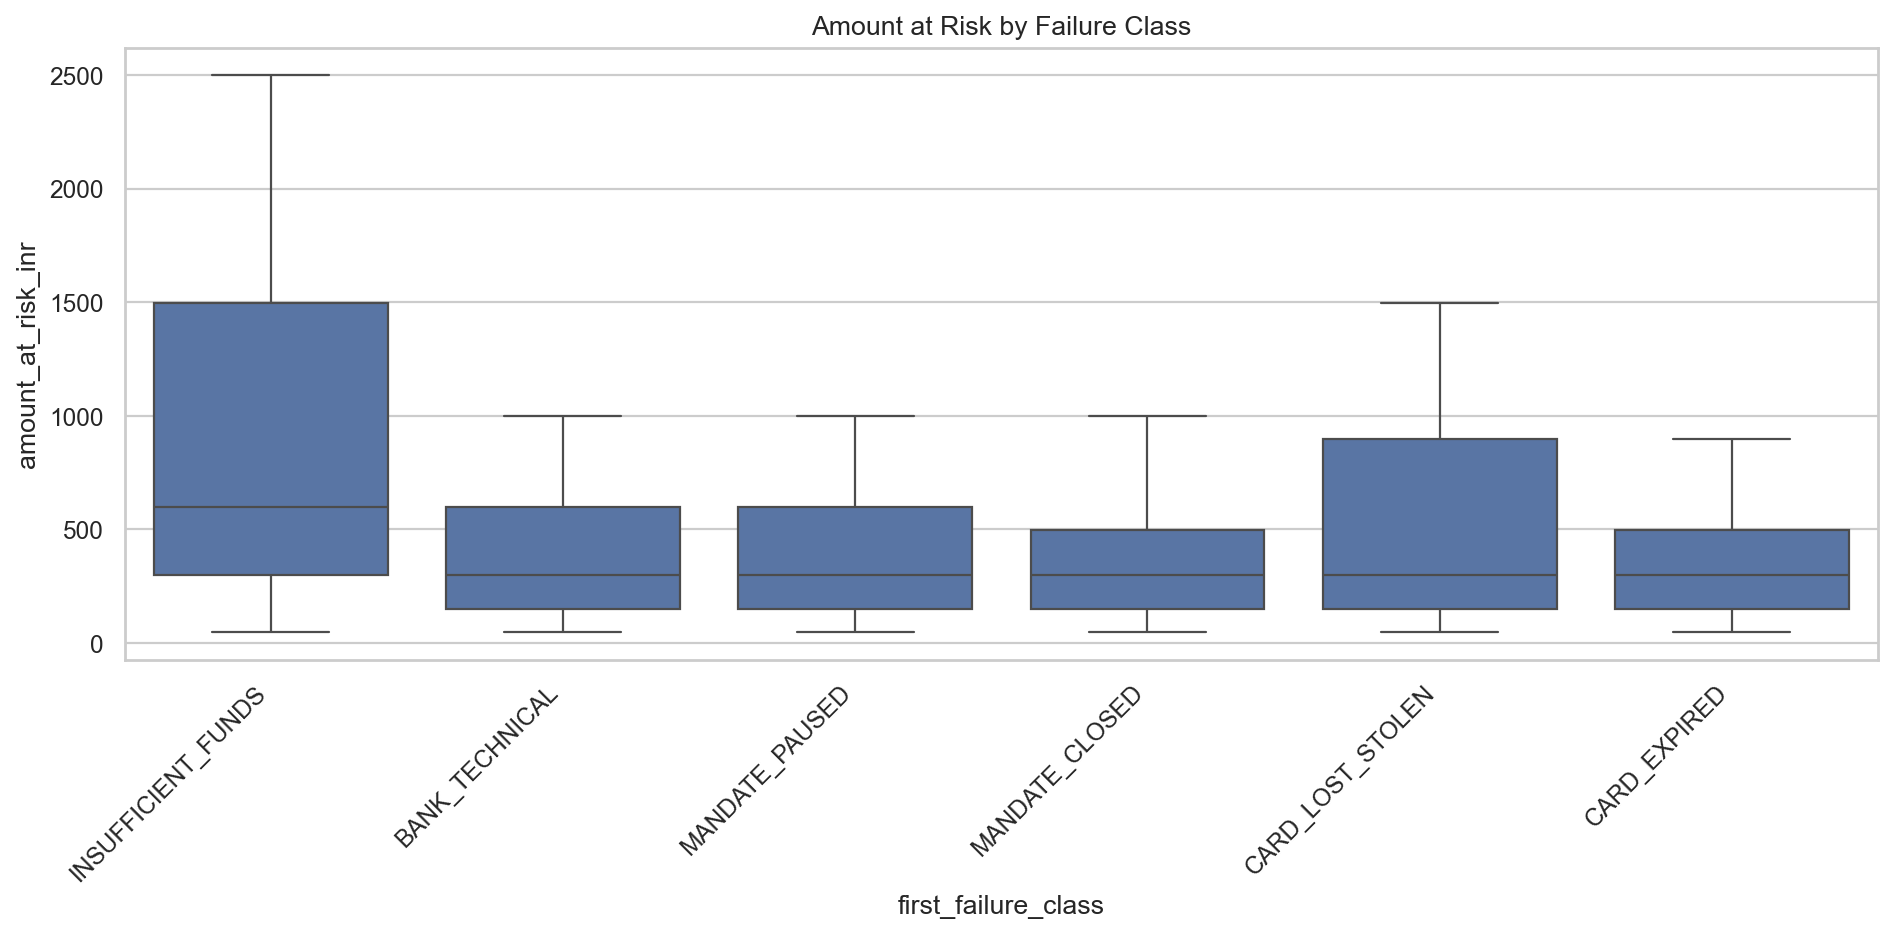 Amount at Risk by Failure Class
amount_at_risk_inr
2500
2000
1500
1000
500
0
INSUFFICIENT_FUNDS
BANK_TECHNICAL
MANDATE_PAUSED
MANDATE_CLOSED
CARD_LOST_STOLEN
CARD_EXPIRED
first_failure_class